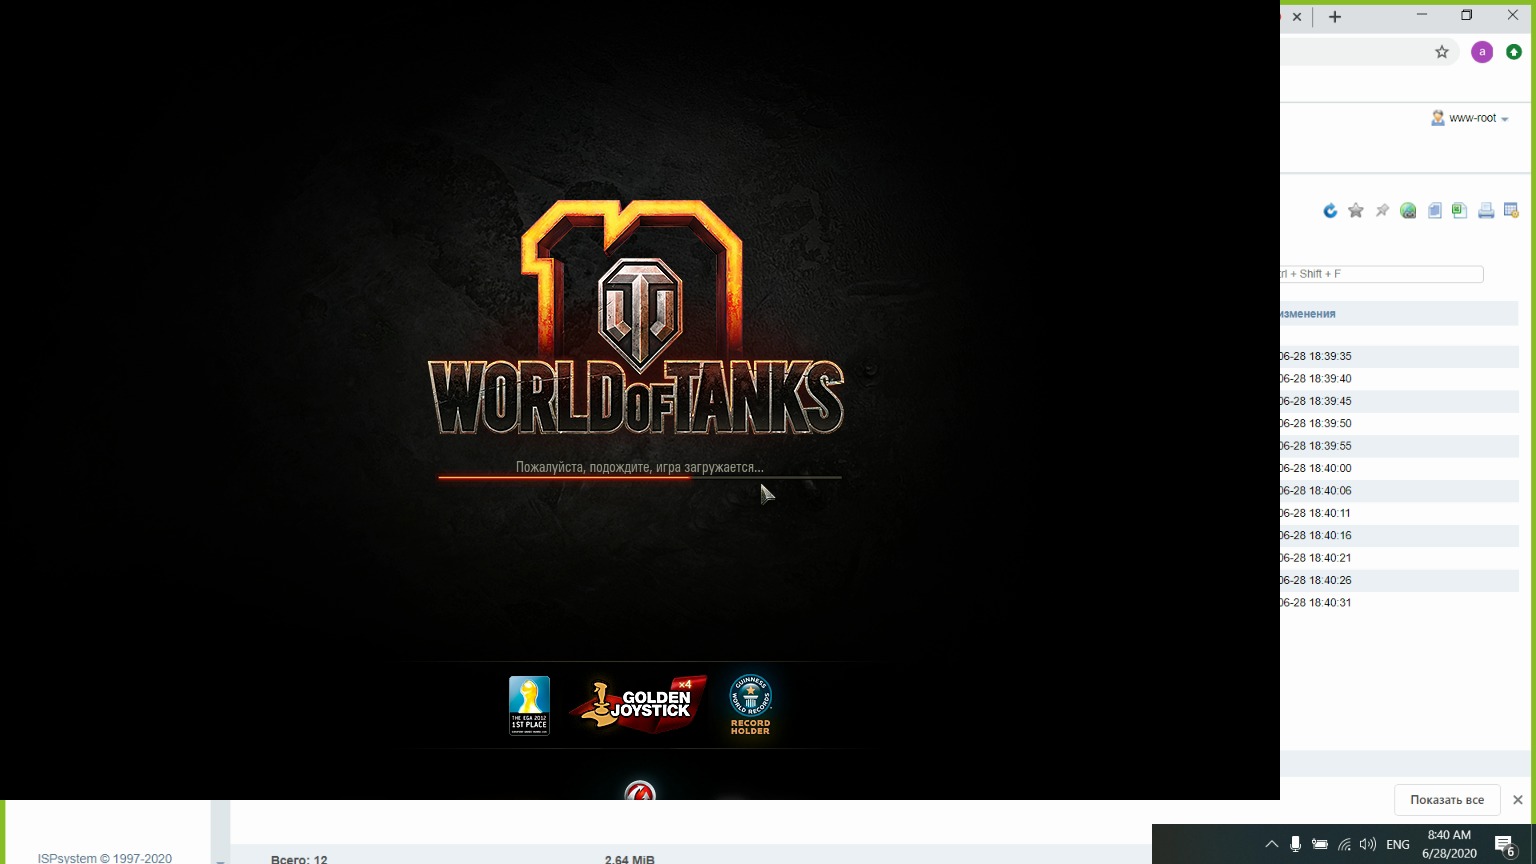 a
www-root
trl + Shift + F
изменения
06-28 18:39:35
06-28 18:39:40
06-28 18:39:45
06-28 18:39:50
06-28 18:39:55
06-28 18:40:00
06-28 18:40:06
06-28 18:40:11
06-28 18:40:16
06-28 18:40:21
06-28 18:40:26
06-28 18:40:31
10
WORLD OF TANKS
Пожалуйста, подождите, игра загружается...
THE EGA 2012
1ST PLACE
x4
GOLDEN
JOYSTICK
GUINNESS
WORLD RECORDS
RECORD
HOLDER
Показать все
ISPsystem © 1997-2020
Всего: 12
2.64 MiB
ENG
8:40 AM
6/28/2020
6